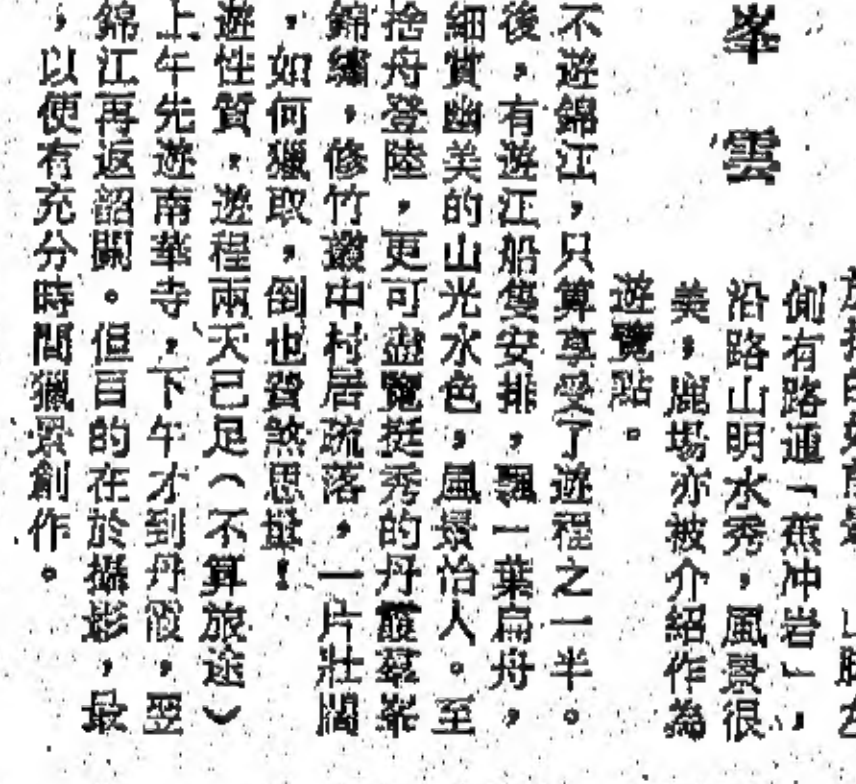 峯雲
側有路通「蕉冲岩」，
沿路山明水秀，風景很
美，鹿場亦被介紹作為
遊覽點。
不遊錦江，只算享受了遊程之一半。
後，有遊江船隻安排，飄一葉扁舟，
細賞幽美的山光水色，風景怡人。至
捨舟登陸，更可盡覽挺秀的丹霞羣峯
錦繡，修竹叢中村居疏落，一片壯闊
，如何獵取，倒也費煞思量！
遊性質，遊程兩天已足（不算旅途）
上午先遊南華寺，下午才到丹霞，翌
錦江再返韶關。但目的在於攝影，最
，以便有充分時間獵景創作。